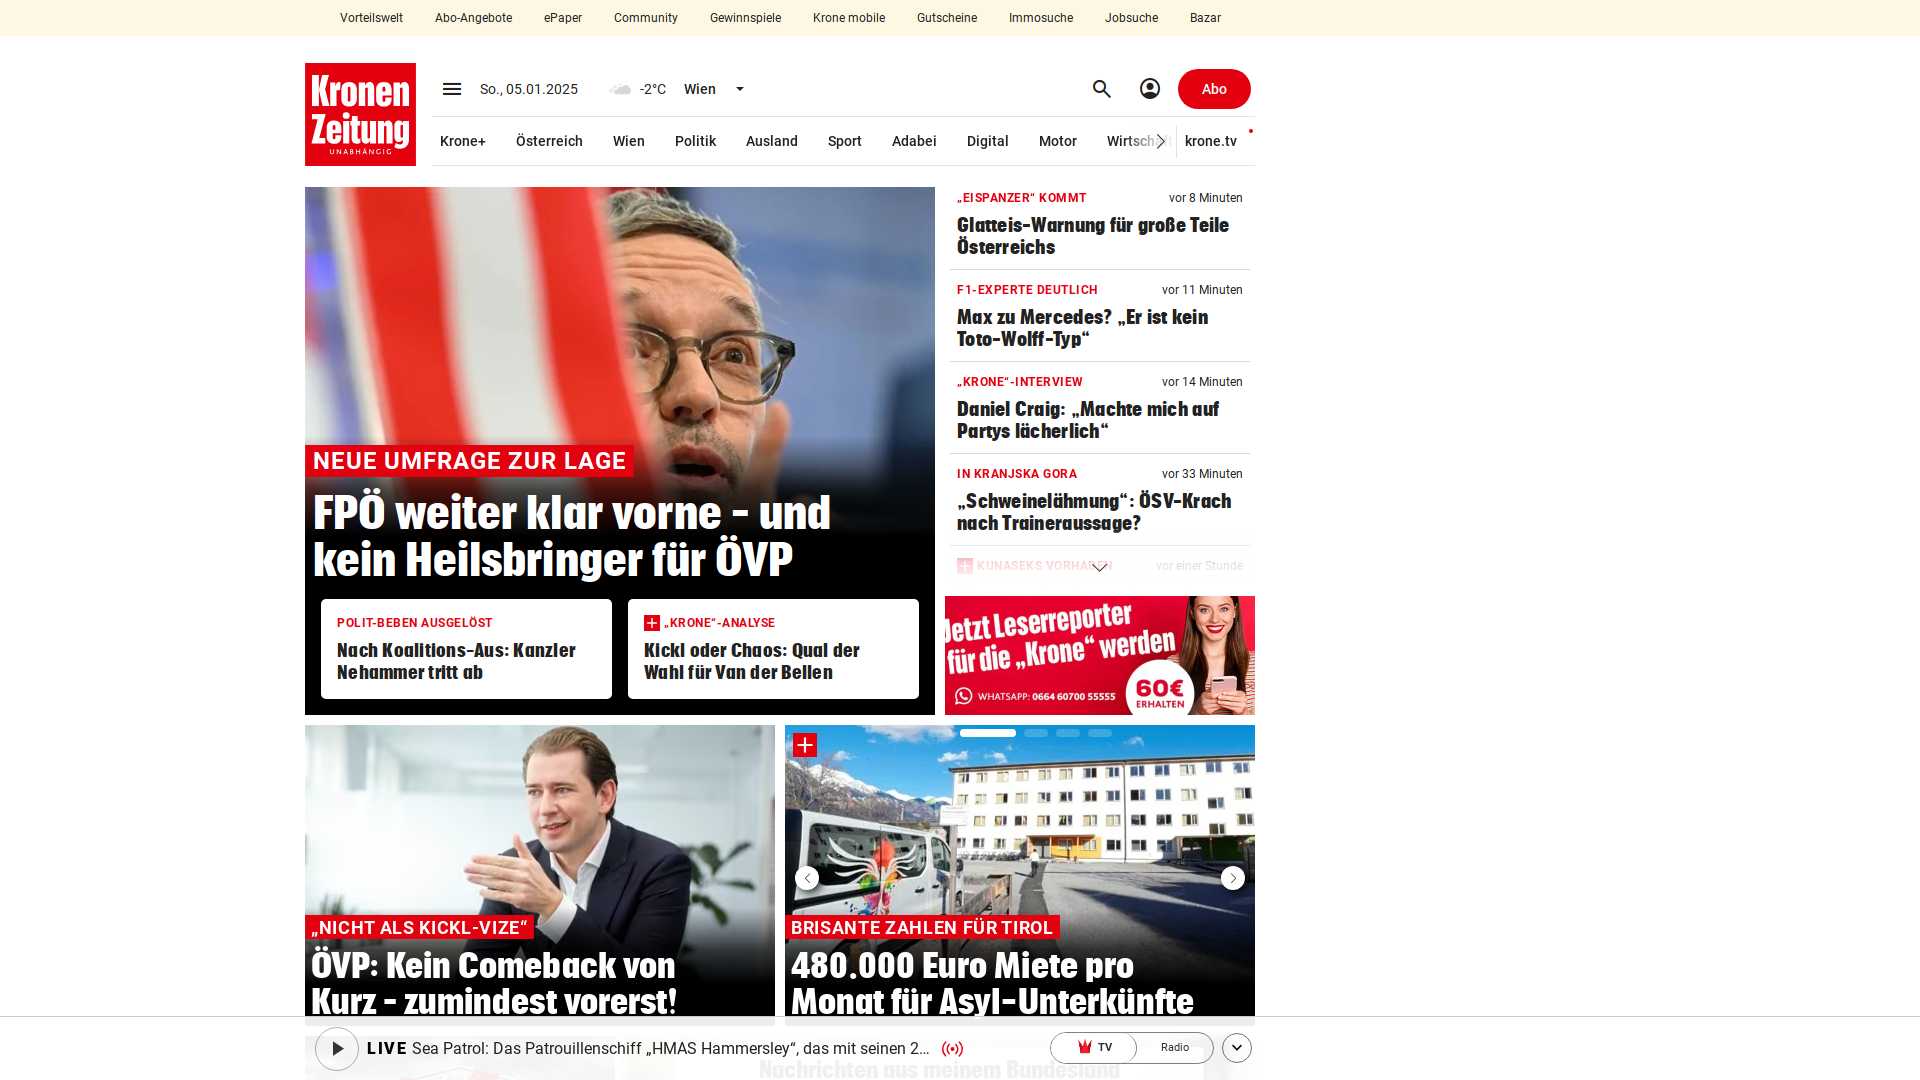 Vorteilswelt Abo-Angebote ePaper Community Gewinnspiele Krone mobile Gutscheine Immosuche Jobsuche Bazar
Kronen
Zeitung
UNABHÄNGIG
So., 05.01.2025 -2°C Wien Abo
Krone+ Österreich Wien Politik Ausland Sport Adabei Digital Motor Wirtschaft krone.tv
NEUE UMFRAGE ZUR LAGE
FPÖ weiter klar vorne – und
kein Heilsbringer für ÖVP
POLIT-BEBEN AUSGELÖST
Nach Koalitions-Aus: Kanzler
Nehammer tritt ab
„KRONE“-ANALYSE
Kickl oder Chaos: Qual der
Wahl für Van der Bellen
„EISPANZER“ KOMMT vor 8 Minuten
Glatteis-Warnung für große Teile
Österreichs
F1-EXPERTE DEUTLICH vor 11 Minuten
Max zu Mercedes? „Er ist kein
Toto-Wolff-Typ“
„KRONE“-INTERVIEW vor 14 Minuten
Daniel Craig: „Machte mich auf
Partys lächerlich“
IN KRANJSKA GORA vor 33 Minuten
„Schweinelähmung“: ÖSV-Krach
nach Traineraussage?
KUNASEKS VORHABEN vor einer Stunde
Jetzt Leserreporter
für die „Krone“ werden
WHATSAPP: 0664 60700 55555
60€
ERHALTEN
„NICHT ALS KICKL-VIZE“
ÖVP: Kein Comeback von
Kurz – zumindest vorerst!
BRISANTE ZAHLEN FÜR TIROL
480.000 Euro Miete pro
Monat für Asyl-Unterkünfte
LIVE Sea Patrol: Das Patrouillenschiff „HMAS Hammersley“, das mit seinen 2... TV Radio
Nachrichten aus meinem Bundesland